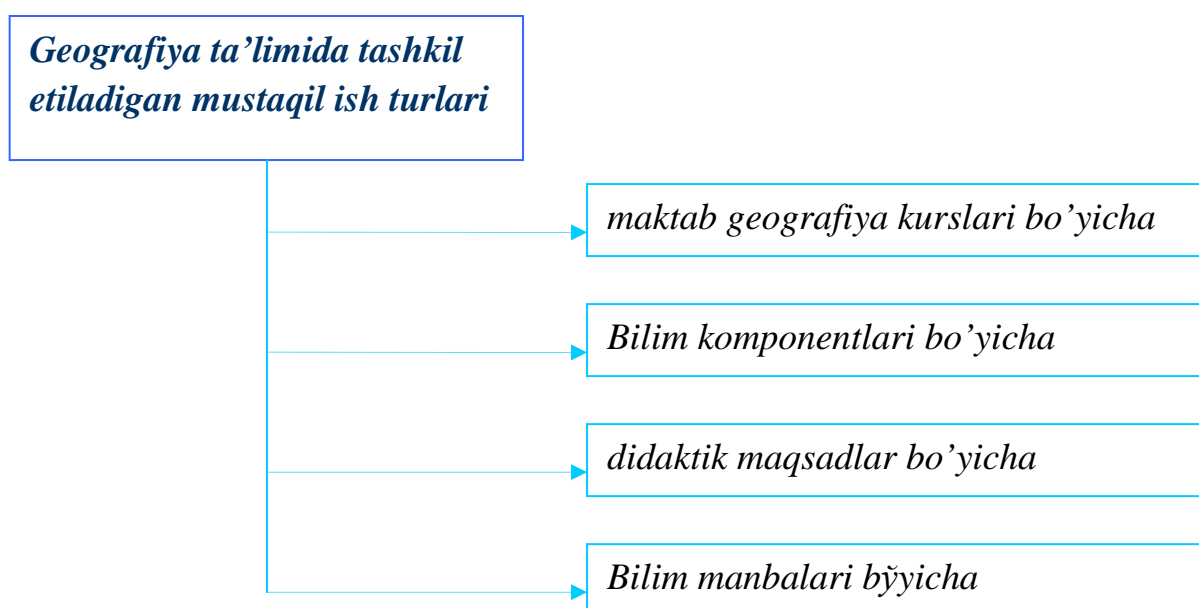 Geografiya ta’limida tashkil
etiladigan mustaqil ish turlari
maktab geografiya kurslari bo’yicha
Bilim komponentlari bo’yicha
didaktik maqsadlar bo’yicha
Bilim manbalari bўyicha